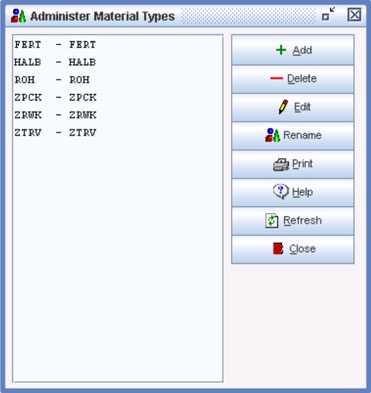 Administer Material Types
FERT - FERT
HALB - HALB
ROH - ROH
ZPCK - ZPCK
ZRWK - ZRWK
ZTRV - ZTRV
Add
Delete
Edit
Rename
Print
Help
Refresh
Close